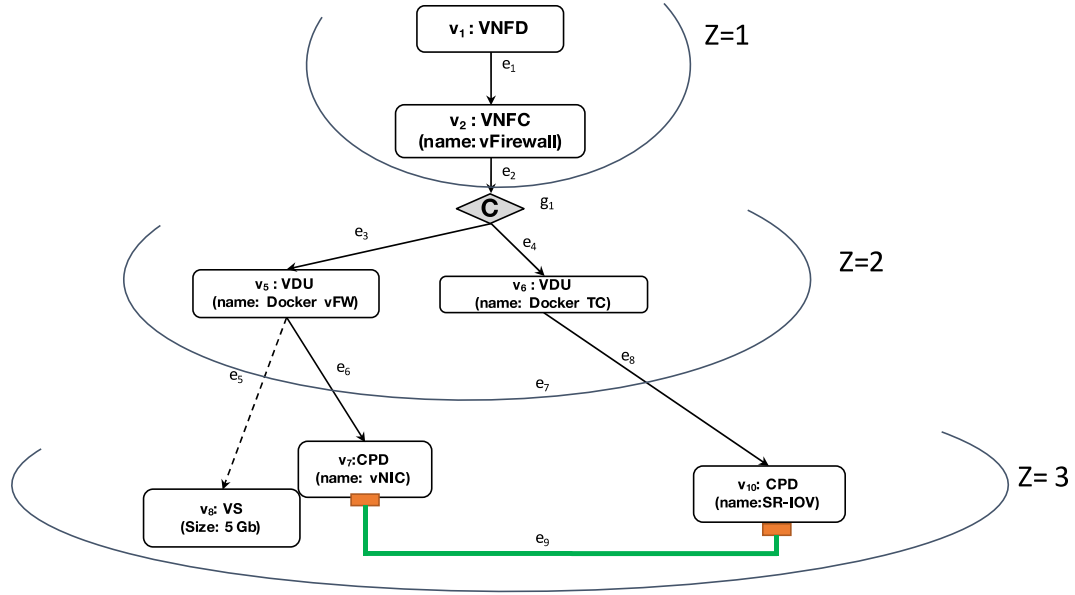 v₁ : VNFD
Z=1
e₁
v₂ : VNFC
(name: vFirewall)
e₂
C
g₁
e₃
e₄
Z=2
v₅ : VDU
(name: Docker vFW)
v₆ : VDU
(name: Docker TC)
e₅
e₆
e₇
e₈
v₇:CPD
(name: vNIC)
v₁₀: CPD
(name:SR-IOV)
Z= 3
v₈: VS
(Size: 5 Gb)
e₉